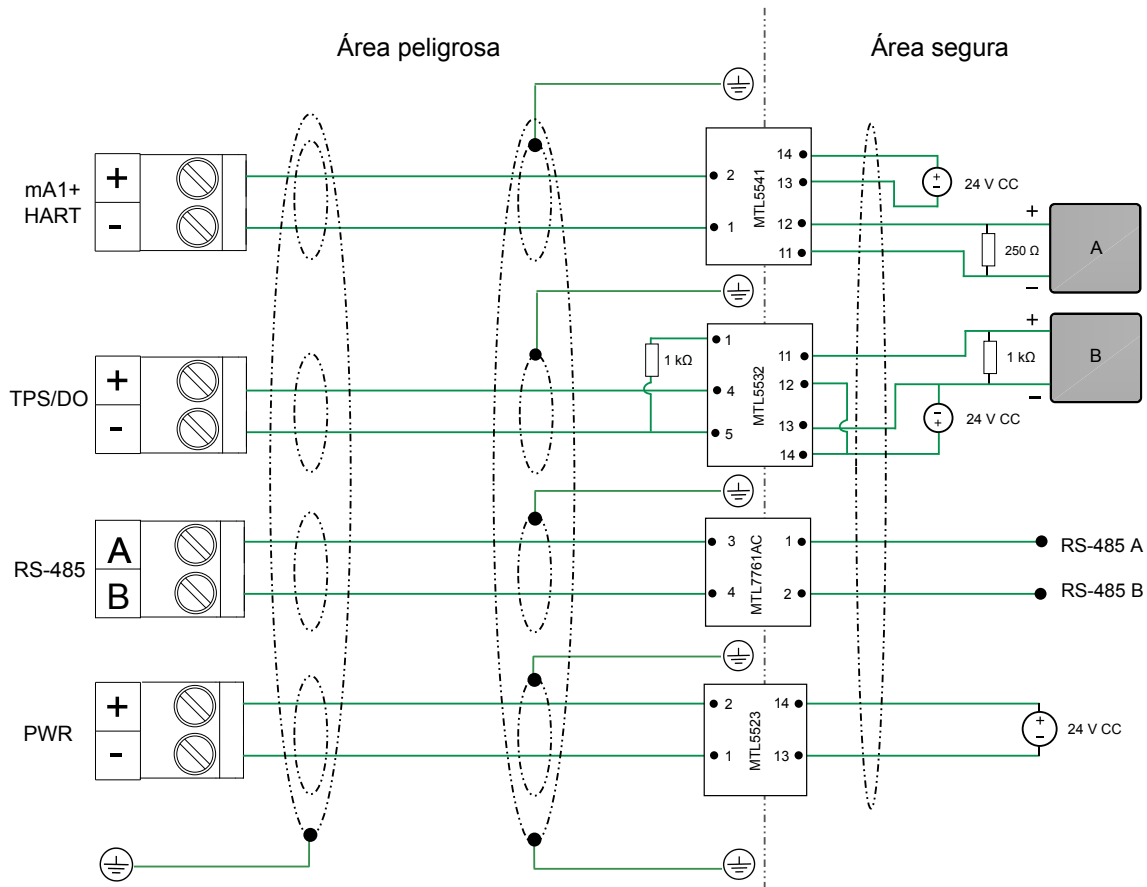 Área peligrosa
Área segura
mA1+
HART
+
-
2
1
MTL5541
14
13
12
11
24 V CC
250 Ω
+
–
A
TPS/DO
+
-
1 kΩ
1
4
5
MTL5532
11
12
13
14
1 kΩ
-
+
24 V CC
+
–
B
RS-485
A
B
3
4
MTL7761AC
1
2
RS-485 A
RS-485 B
PWR
+
-
2
1
MTL5523
14
13
+
-
24 V CC